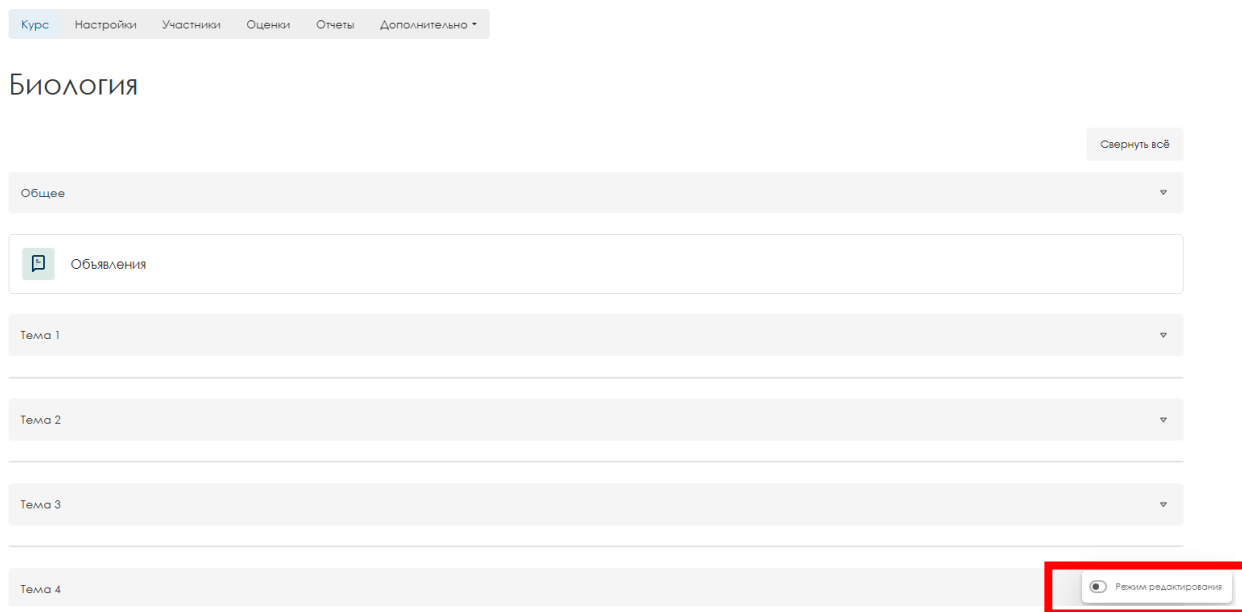 Курс Настройки Участники Оценки Отчеты Дополнительно
Биология
Свернуть всё
Общее
Объявления
Тема 1
Тема 2
Тема 3
Тема 4
Режим редактирования